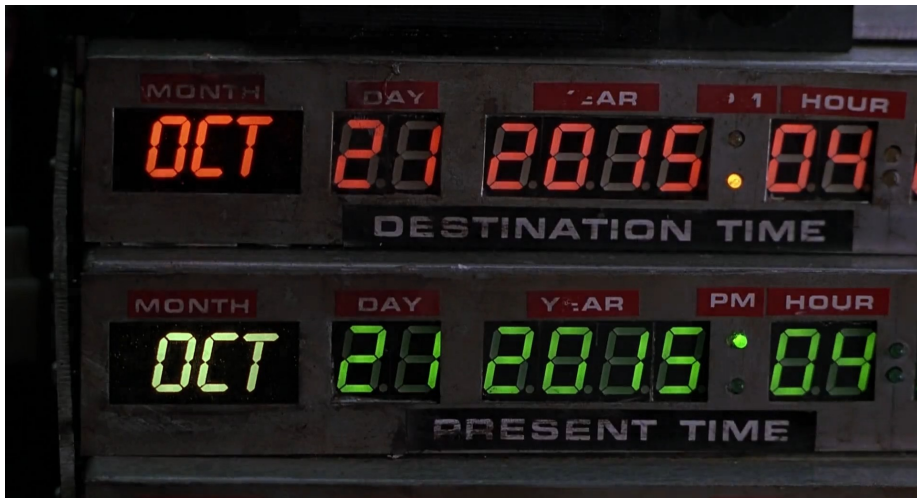 MONTH DAY YEAR HOUR
OCT 21 2015 04
DESTINATION TIME
MONTH DAY YEAR PM HOUR
OCT 21 2015 04
PRESENT TIME